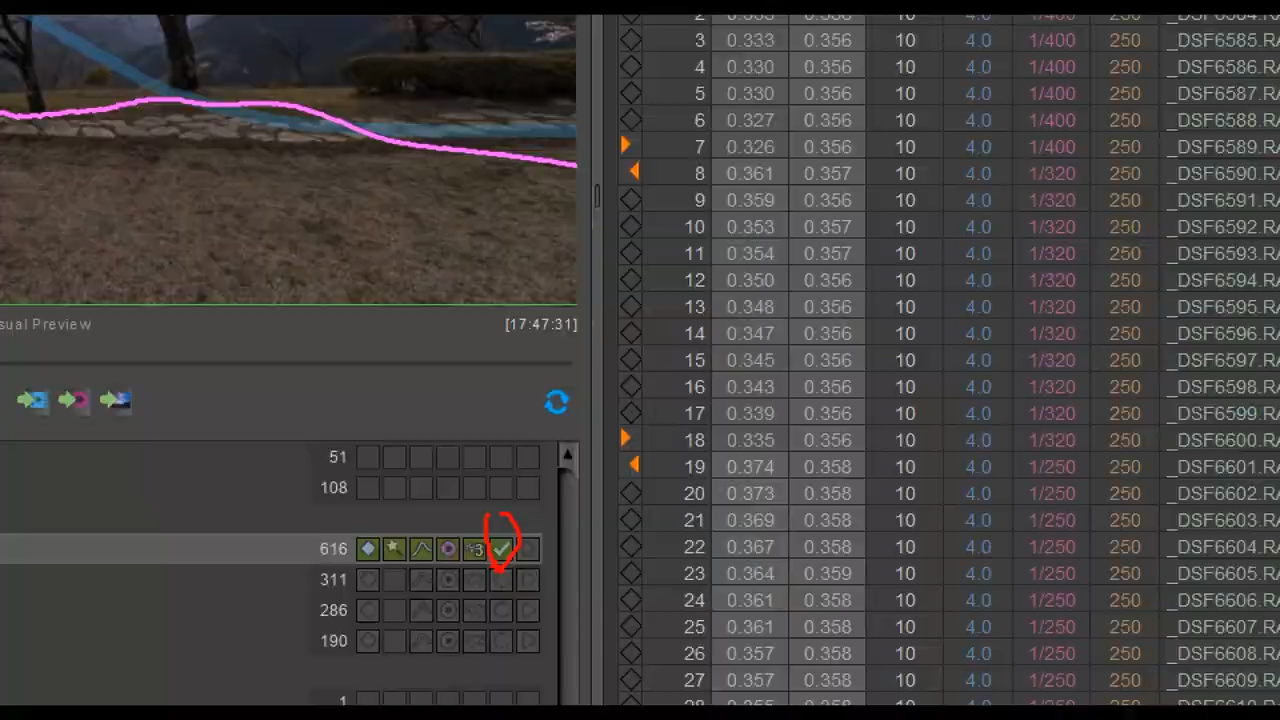 3 0.333 0.356 10 4.0 1/400 250 _DSF6585.R
4 0.330 0.356 10 4.0 1/400 250 _DSF6586.R
5 0.330 0.356 10 4.0 1/400 250 _DSF6587.R
6 0.327 0.356 10 4.0 1/400 250 _DSF6588.R
7 0.326 0.356 10 4.0 1/400 250 _DSF6589.R
8 0.361 0.357 10 4.0 1/320 250 _DSF6590.R
9 0.359 0.356 10 4.0 1/320 250 _DSF6591.R
10 0.353 0.357 10 4.0 1/320 250 _DSF6592.R
11 0.354 0.357 10 4.0 1/320 250 _DSF6593.R
12 0.350 0.356 10 4.0 1/320 250 _DSF6594.R
13 0.348 0.356 10 4.0 1/320 250 _DSF6595.R
14 0.347 0.356 10 4.0 1/320 250 _DSF6596.R
15 0.345 0.356 10 4.0 1/320 250 _DSF6597.R
16 0.343 0.356 10 4.0 1/320 250 _DSF6598.R
17 0.339 0.356 10 4.0 1/320 250 _DSF6599.R
18 0.335 0.356 10 4.0 1/320 250 _DSF6600.R
19 0.374 0.358 10 4.0 1/250 250 _DSF6601.R
20 0.373 0.358 10 4.0 1/250 250 _DSF6602.R
21 0.369 0.358 10 4.0 1/250 250 _DSF6603.R
22 0.367 0.358 10 4.0 1/250 250 _DSF6604.R
23 0.364 0.359 10 4.0 1/250 250 _DSF6605.R
24 0.361 0.358 10 4.0 1/250 250 _DSF6606.R
25 0.361 0.358 10 4.0 1/250 250 _DSF6607.R
26 0.357 0.358 10 4.0 1/250 250 _DSF6608.R
27 0.357 0.358 10 4.0 1/250 250 _DSF6609.R
sual Preview [17:47:31]
51
108
616 3
311
286
190
1